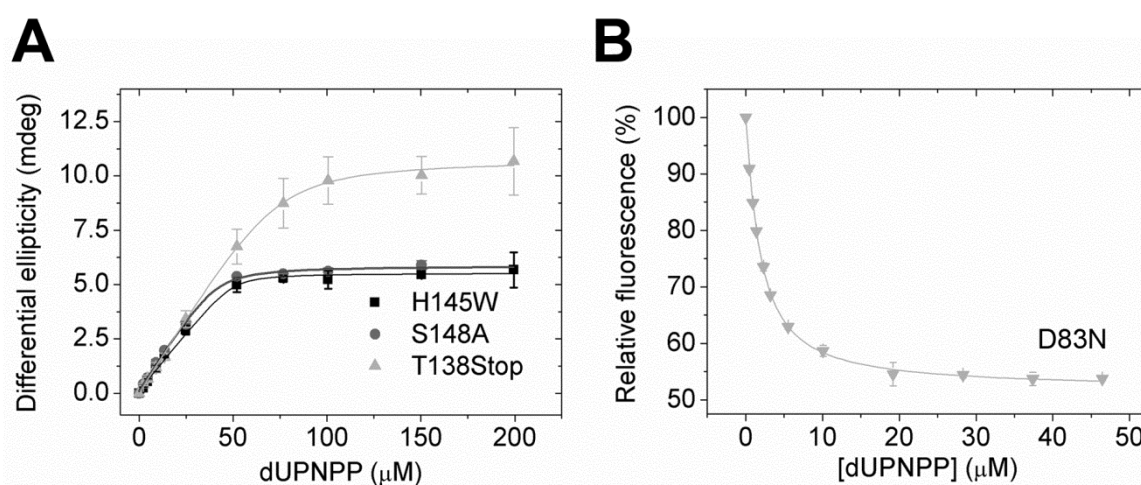 A
Differential ellipticity (mdeg)
12.5
10.0
7.5
5.0
2.5
0.0
H145W
S148A
T138Stop
0 50 100 150 200
dUPNPP (μM)
B
Relative fluorescence (%)
100
90
80
70
60
50
D83N
0 10 20 30 40 50
[dUPNPP] (μM)